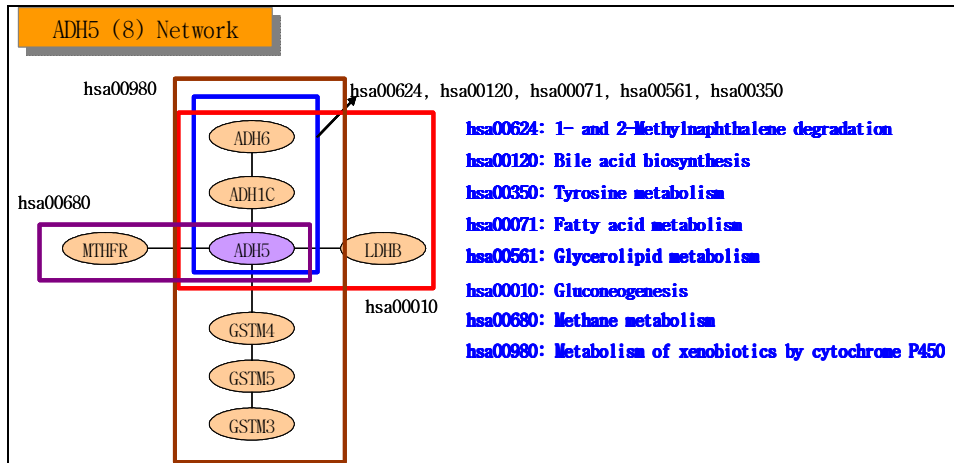 ADH5 (8) Network
hsa00980
hsa00624, hsa00120, hsa00071, hsa00561, hsa00350
ADH6
hsa00624: 1- and 2-Methylnaphthalene degradation
hsa00120: Bile acid biosynthesis
ADH1C
hsa00350: Tyrosine metabolism
hsa00680
hsa00071: Fatty acid metabolism
MTHFR
ADH5
LDHB
hsa00561: Glycerolipid metabolism
hsa00010: Gluconeogenesis
hsa00010
hsa00680: Methane metabolism
GSTM4
hsa00980: Metabolism of xenobiotics by cytochrome P450
GSTM5
GSTM3